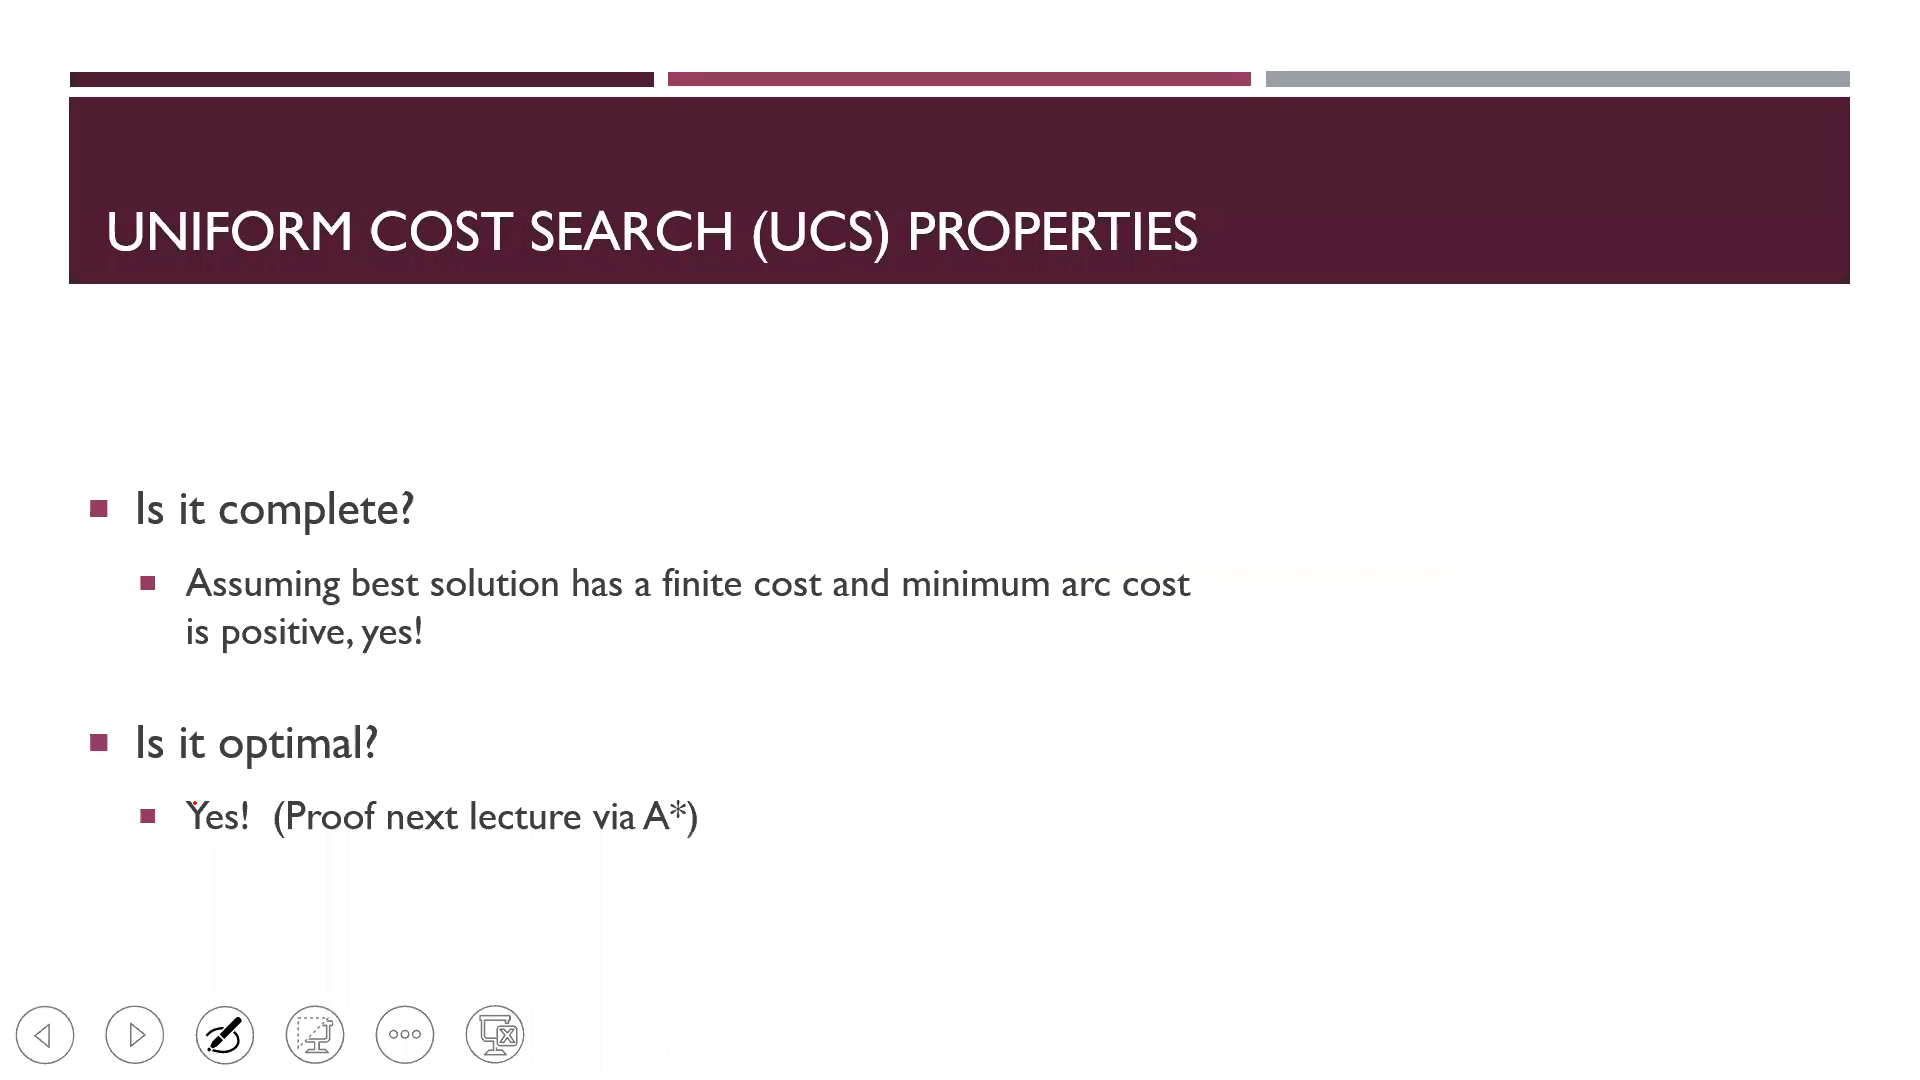 UNIFORM COST SEARCH (UCS) PROPERTIES
Is it complete?
Assuming best solution has a finite cost and minimum arc cost
is positive, yes!
Is it optimal?
Yes! (Proof next lecture via A*)